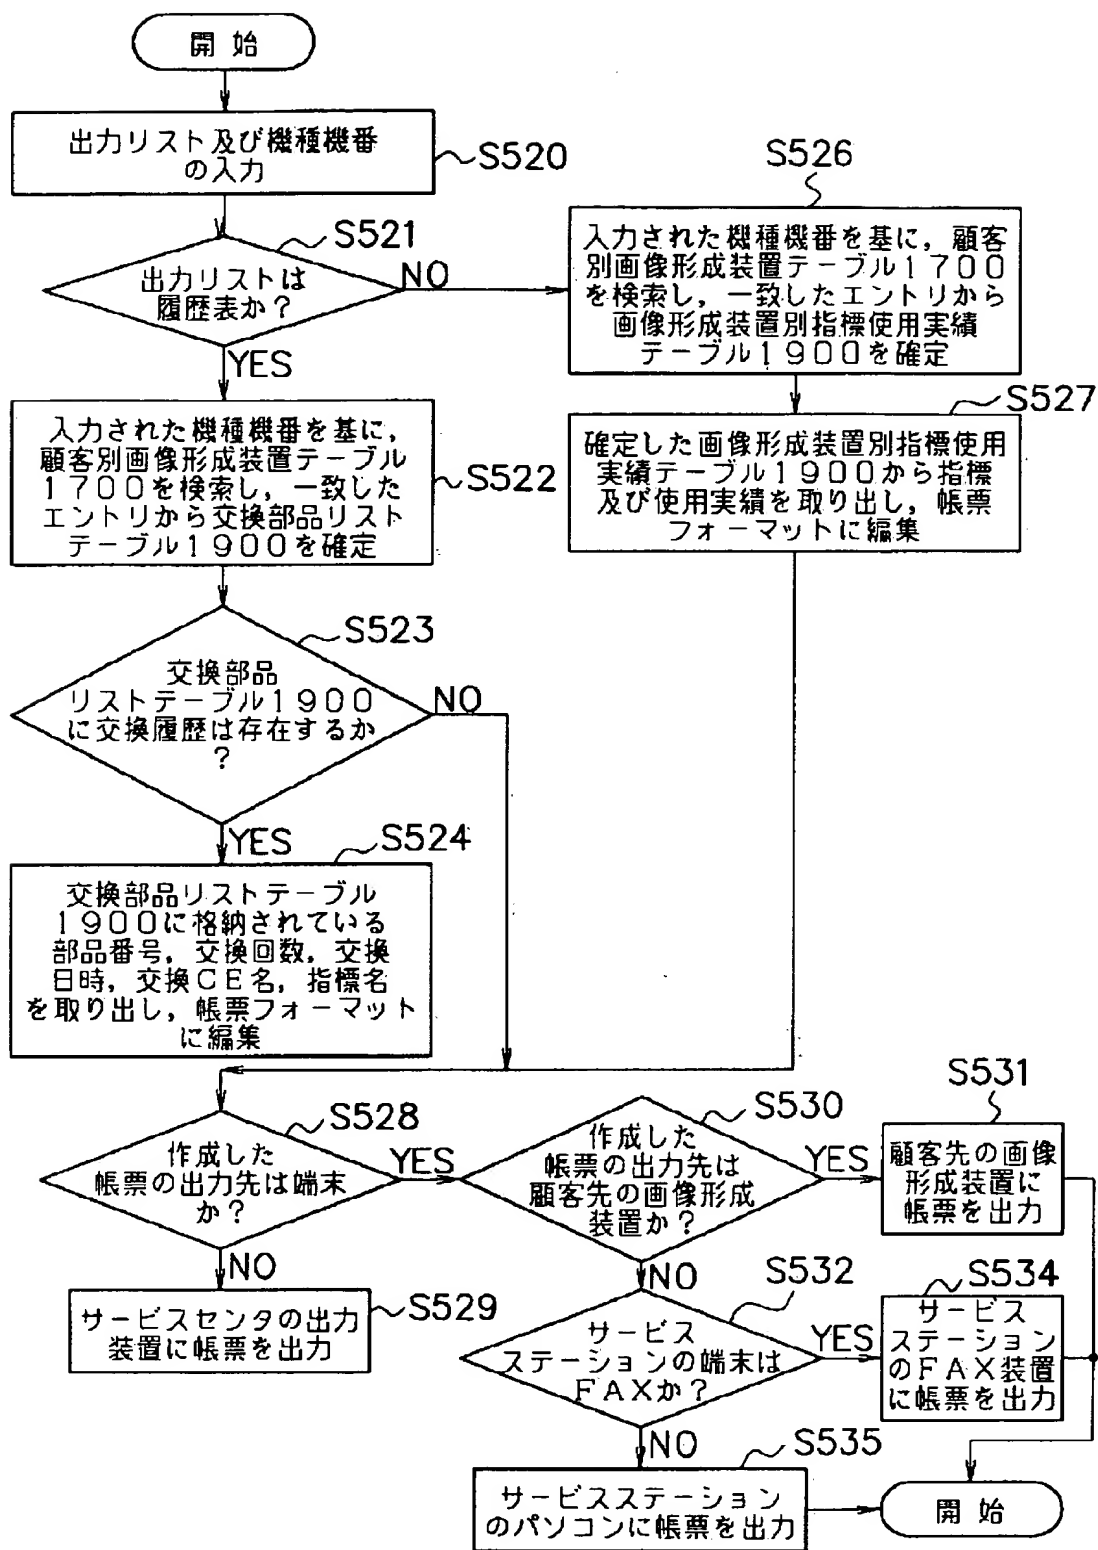 開始
出力リスト及び機種機番
の入力
S520
S521
出力リストは
履歴表か？
NO
YES
S526
入力された機種機番を基に，顧客
別画像形成装置テーブル１７００
を検索し，一致したエントリから
画像形成装置別指標使用実績
テーブル１９００を確定
S527
確定した画像形成装置別指標使用
実績テーブル１９００から指標
及び使用実績を取り出し，帳票
フォーマットに編集
入力された機種機番を基に，
顧客別画像形成装置テーブル
１７００を検索し，一致した
エントリから交換部品リスト
テーブル１９００を確定
S522
S523
交換部品
リストテーブル１９００
に交換履歴は存在するか
？
NO
YES
S524
交換部品リストテーブル
１９００に格納されている
部品番号，交換回数，交換
日時，交換ＣＥ名，指標名
を取り出し，帳票フォーマット
に編集
S528
作成した
帳票の出力先は端末
か？
YES
NO
S529
サービスセンタの出力
装置に帳票を出力
S530
作成した
帳票の出力先は
顧客先の画像形成
装置か？
YES
NO
S531
顧客先の画像
形成装置に
帳票を出力
S532
サービス
ステーションの端末は
ＦＡＸか？
YES
NO
S534
サービス
ステーション
のＦＡＸ装置
に帳票を出力
S535
サービスステーション
のパソコンに帳票を出力
開始